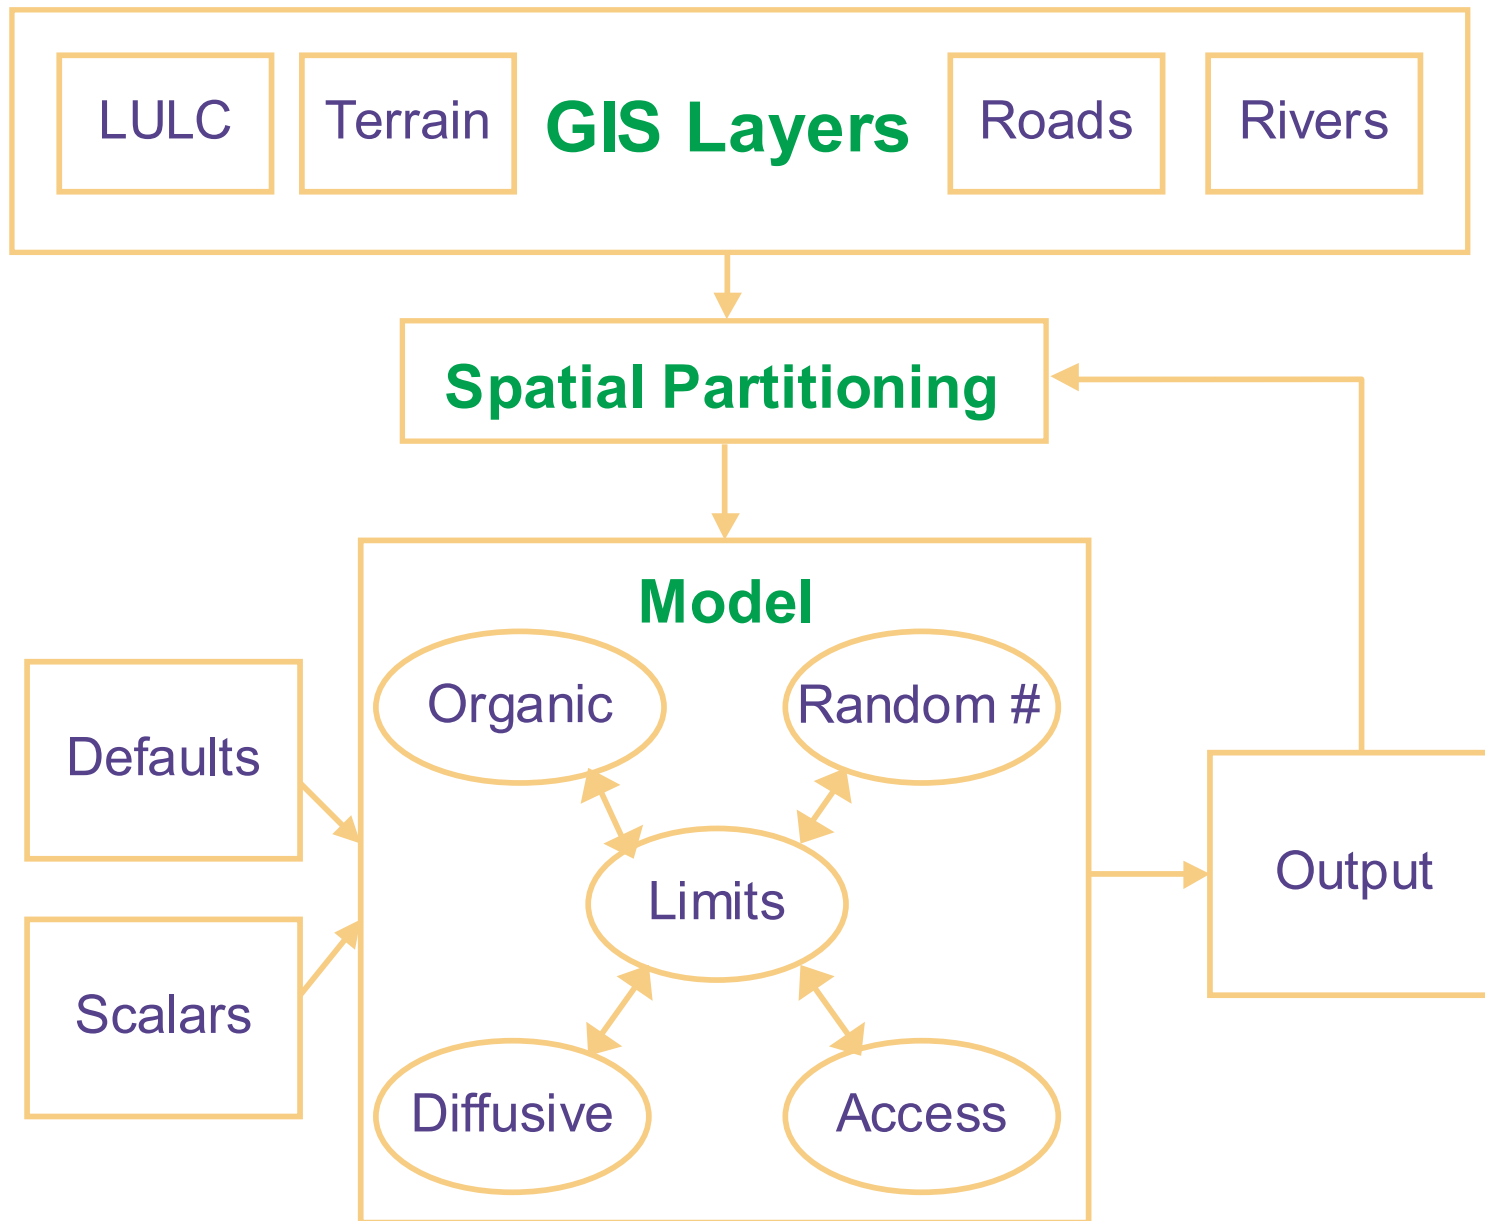 LULC
Terrain
GIS Layers
Roads
Rivers
Spatial Partitioning
Model
Organic
Random #
Defaults
Limits
Output
Scalars
Diffusive
Access